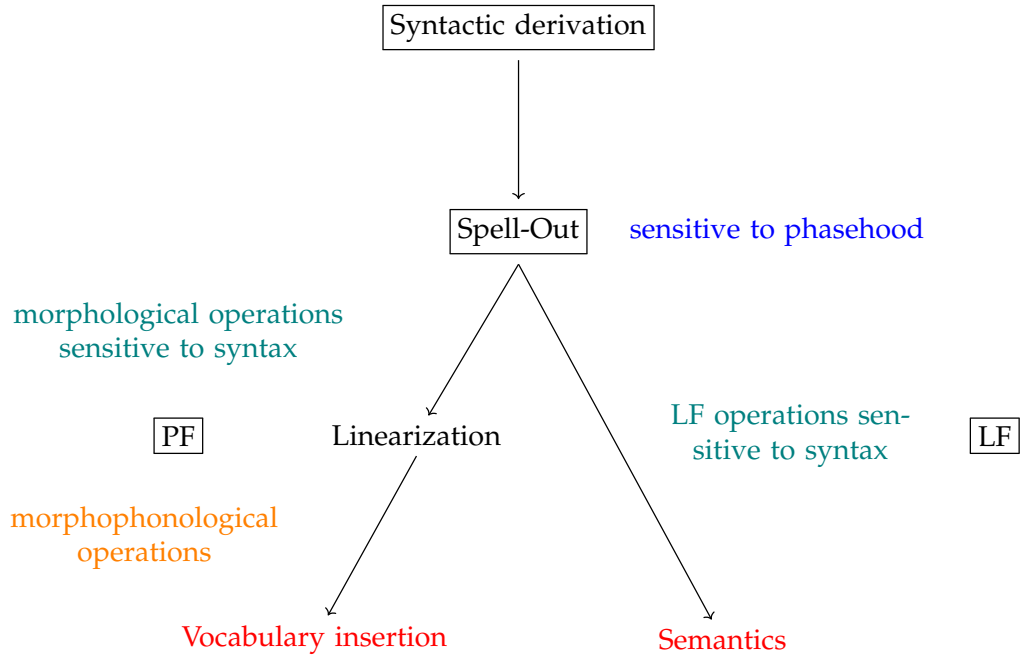 Syntactic derivation
Spell-Out
sensitive to phasehood
morphological operations
sensitive to syntax
PF
Linearization
LF operations sen-
sitive to syntax
LF
morphophonological
operations
Vocabulary insertion
Semantics